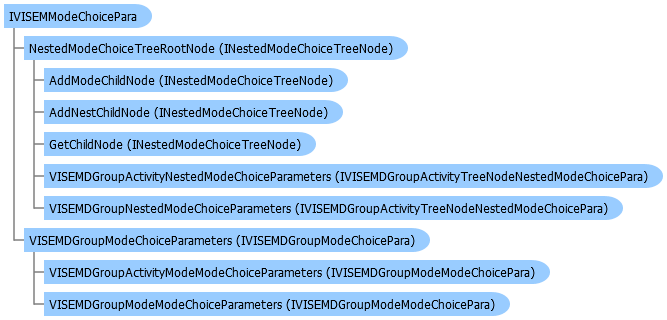 IVISEMModeChoicePara
NestedModeChoiceTreeRootNode (INestedModeChoiceTreeNode)
AddModeChildNode (INestedModeChoiceTreeNode)
AddNestChildNode (INestedModeChoiceTreeNode)
GetChildNode (INestedModeChoiceTreeNode)
VISEMDGroupActivityNestedModeChoiceParameters (IVISEMDGroupActivityTreeNodeNestedModeChoicePara)
VISEMDGroupNestedModeChoiceParameters (IVISEMDGroupActivityTreeNodeNestedModeChoicePara)
VISEMDGroupModeChoiceParameters (IVISEMDGroupModeChoicePara)
VISEMDGroupActivityModeModeChoiceParameters (IVISEMDGroupModeModeChoicePara)
VISEMDGroupModeModeChoiceParameters (IVISEMDGroupModeModeChoicePara)